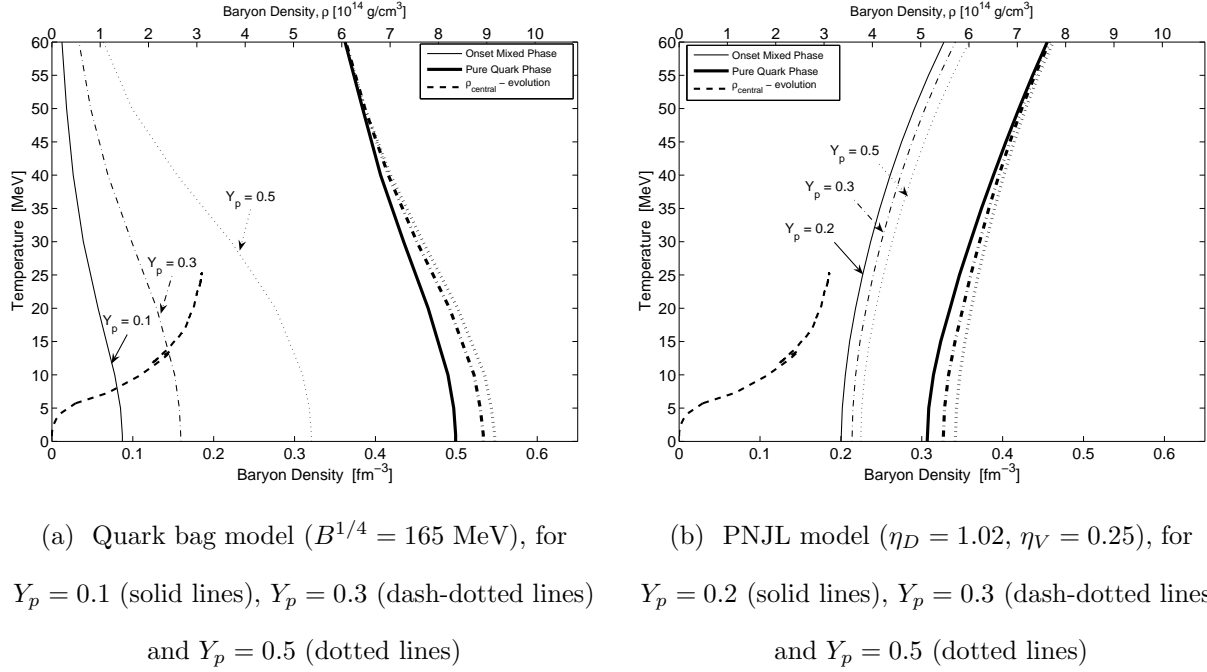 Baryon Density, ρ [10^14 g/cm^3]
0 1 2 3 4 5 6 7 8 9 10
60
55
50
45
40
35
30
25
20
15
10
5
0
Temperature [MeV]
Onset Mixed Phase
Pure Quark Phase
ρ_central − evolution
Y_p = 0.5
Y_p = 0.3
Y_p = 0.1
0 0.1 0.2 0.3 0.4 0.5 0.6
Baryon Density [fm^−3]
(a) Quark bag model (B^1/4 = 165 MeV), for
Y_p = 0.1 (solid lines), Y_p = 0.3 (dash-dotted lines)
and Y_p = 0.5 (dotted lines)
Baryon Density, ρ [10^14 g/cm^3]
0 1 2 3 4 5 6 7 8 9 10
60
55
50
45
40
35
30
25
20
15
10
5
0
Temperature [MeV]
Onset Mixed Phase
Pure Quark Phase
ρ_central − evolution
Y_p = 0.5
Y_p = 0.3
Y_p = 0.2
0 0.1 0.2 0.3 0.4 0.5 0.6
Baryon Density [fm^−3]
(b) PNJL model (η_D = 1.02, η_V = 0.25), for
Y_p = 0.2 (solid lines), Y_p = 0.3 (dash-dotted lines
and Y_p = 0.5 (dotted lines)